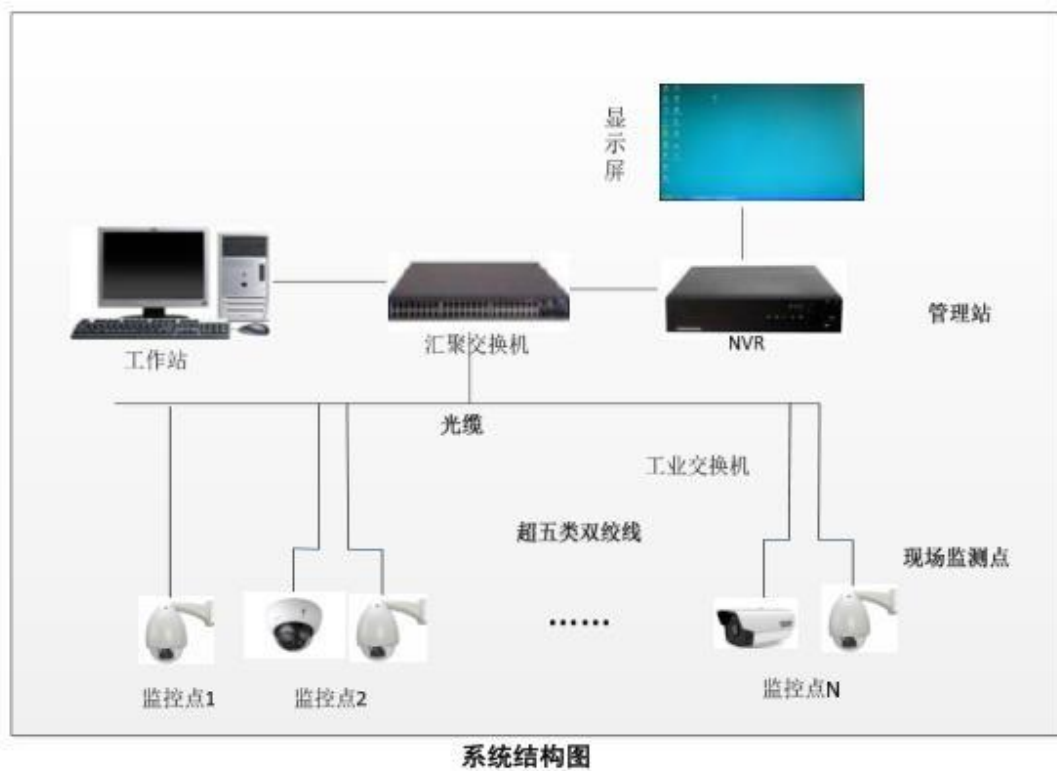 显示屏
管理站
工作站
汇聚交换机
NVR
光缆
工业交换机
超五类双绞线
现场监测点
......
监控点1
监控点2
监控点N
系统结构图